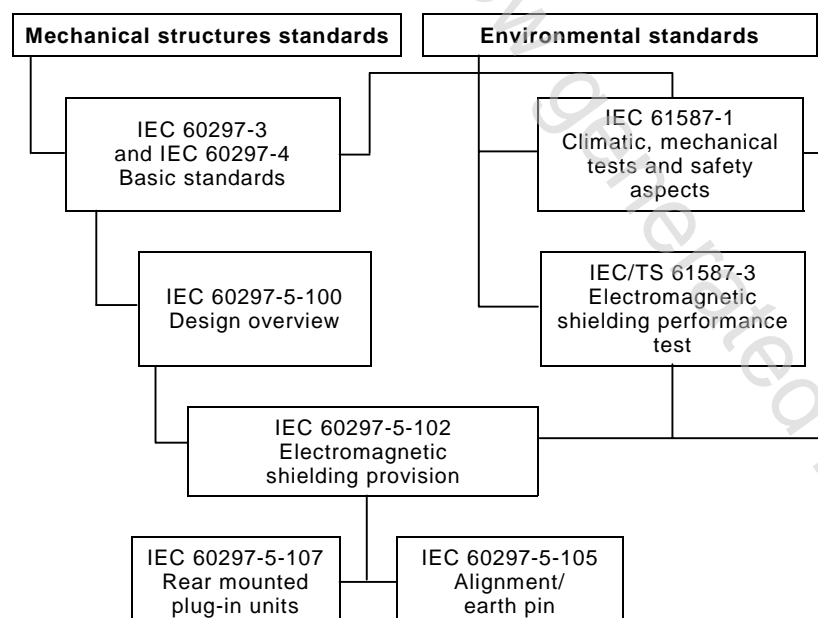 Mechanical structures standards
Environmental standards
IEC 60297-3
and IEC 60297-4
Basic standards
IEC 61587-1
Climatic, mechanical
tests and safety
aspects
IEC 60297-5-100
Design overview
IEC/TS 61587-3
Electromagnetic
shielding performance
test
IEC 60297-5-102
Electromagnetic
shielding provision
IEC 60297-5-107
Rear mounted
plug-in units
IEC 60297-5-105
Alignment/
earth pin
generated